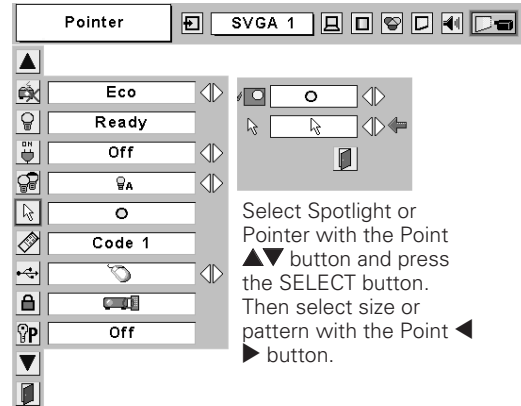 Pointer
SVGA 1
Eco
Ready
ON
Off
A
Code 1
P
Off
Select Spotlight or
Pointer with the Point
▲▼ button and press
the SELECT button.
Then select size or
pattern with the Point ◀
▶ button.